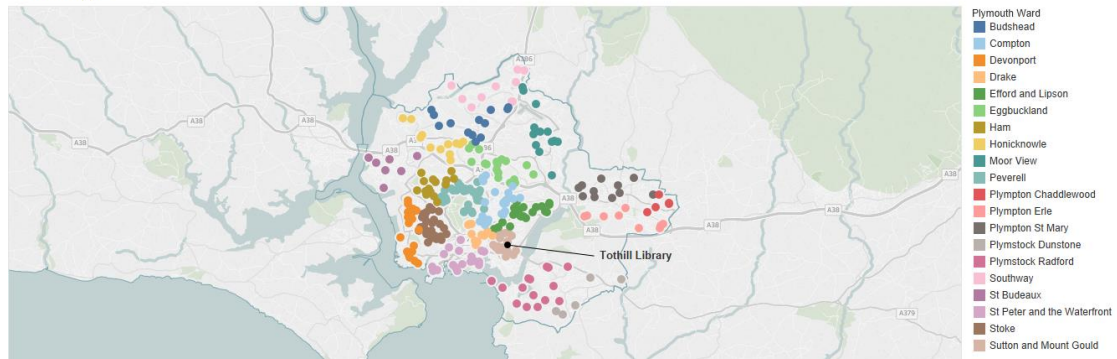 Plymouth Ward
Budshead
Compton
Devonport
Drake
Efford and Lipson
Eggbuckland
Ham
Honicknowle
Moor View
Peverell
Plympton Chaddlewood
Plympton Erle
Plympton St Mary
Plymstock Dunstone
Plymstock Radford
Southway
St Budeaux
St Peter and the Waterfront
Stoke
Sutton and Mount Gould
A38
A38
A38
A38
A38
A38
Tothill Library
A379